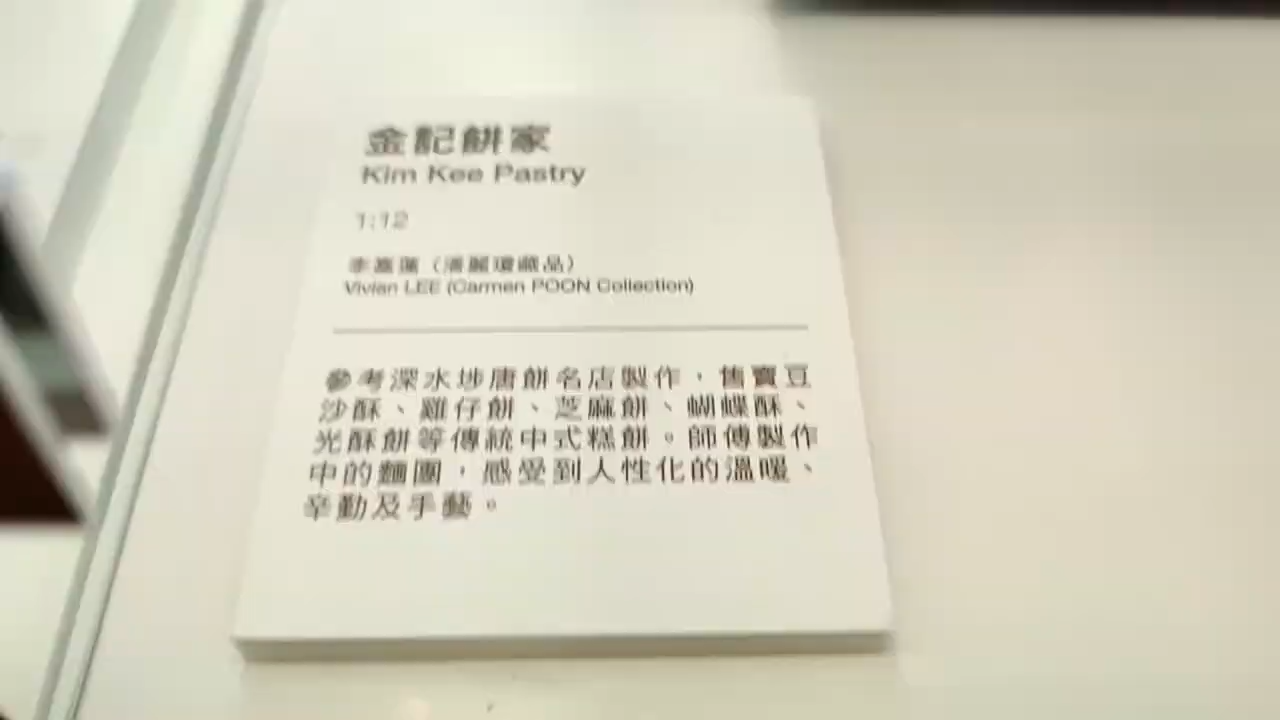 金記餅家
Kim Kee Pastry
1:12
李嘉蓮（潘麗瓊藏品）
Vivian LEE (Carmen POON Collection)
參考深水埗唐餅名店製作，售賣豆
沙酥、雞仔餅、芝麻餅、蝴蝶酥、
光酥餅等傳統中式糕餅。師傅製作
中的麵團，感受到人性化的溫暖、
辛勤及手藝。